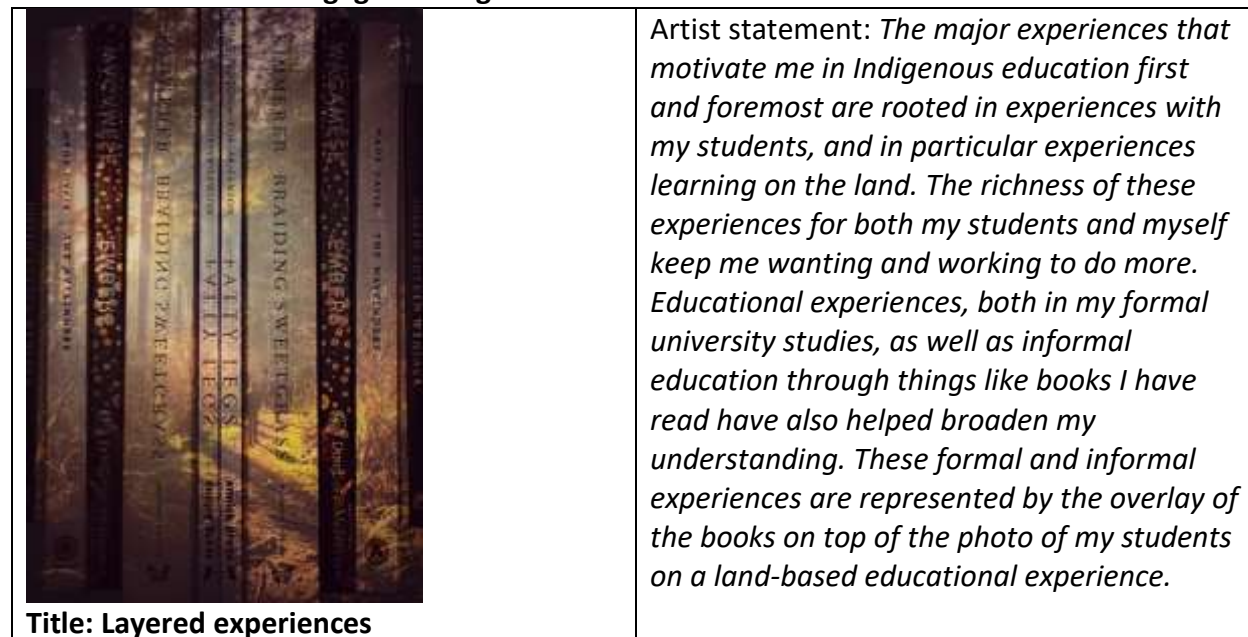 Artist statement: The major experiences that
motivate me in Indigenous education first
and foremost are rooted in experiences with
my students, and in particular experiences
learning on the land. The richness of these
experiences for both my students and myself
keep me wanting and working to do more.
Educational experiences, both in my formal
university studies, as well as informal
education through things like books I have
read have also helped broaden my
understanding. These formal and informal
experiences are represented by the overlay of
the books on top of the photo of my students
on a land-based educational experience.
FATTY LEGS
BRAIDING SWEETGRASS
WAGAMESE EMBERS
Title: Layered experiences